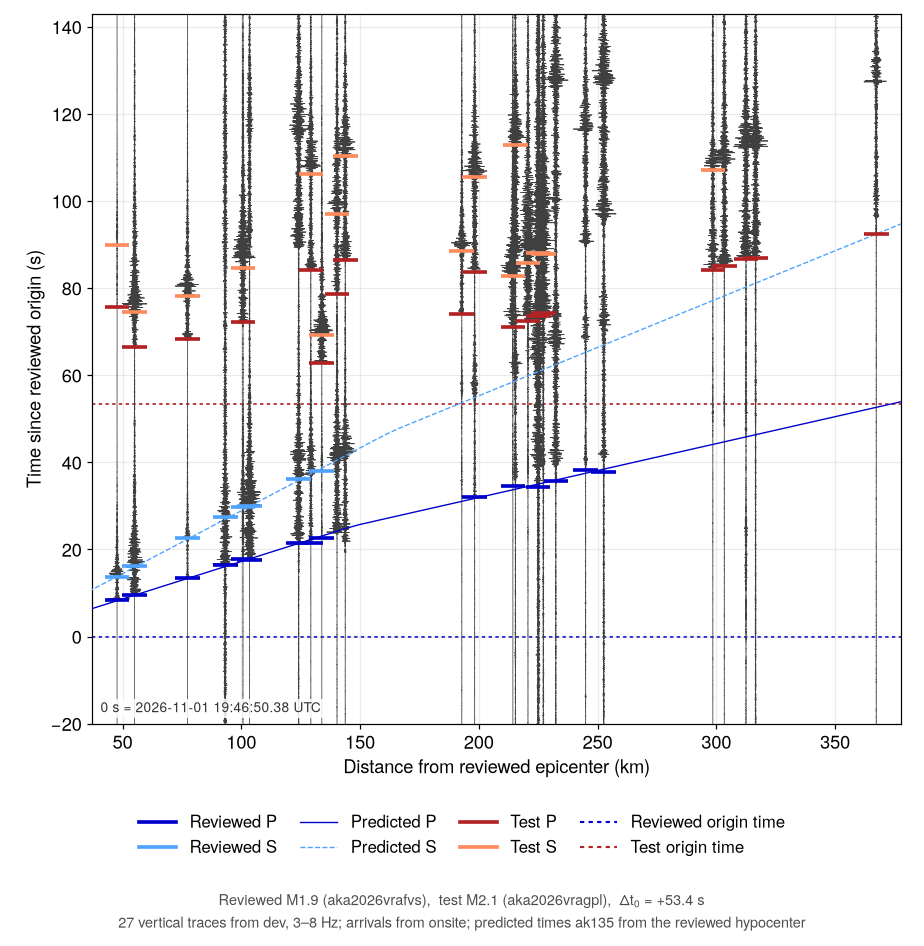 140
120
100
80
60
40
20
0
−20
Time since reviewed origin (s)
0 s = 2026-11-01 19:46:50.38 UTC
50 100 150 200 250 300 350
Distance from reviewed epicenter (km)
Reviewed P Predicted P Test P Reviewed origin time
Reviewed S Predicted S Test S Test origin time
Reviewed M1.9 (aka2026vrafvs), test M2.1 (aka2026vragpl), Δt₀ = +53.4 s
27 vertical traces from dev, 3–8 Hz; arrivals from onsite; predicted times ak135 from the reviewed hypocenter